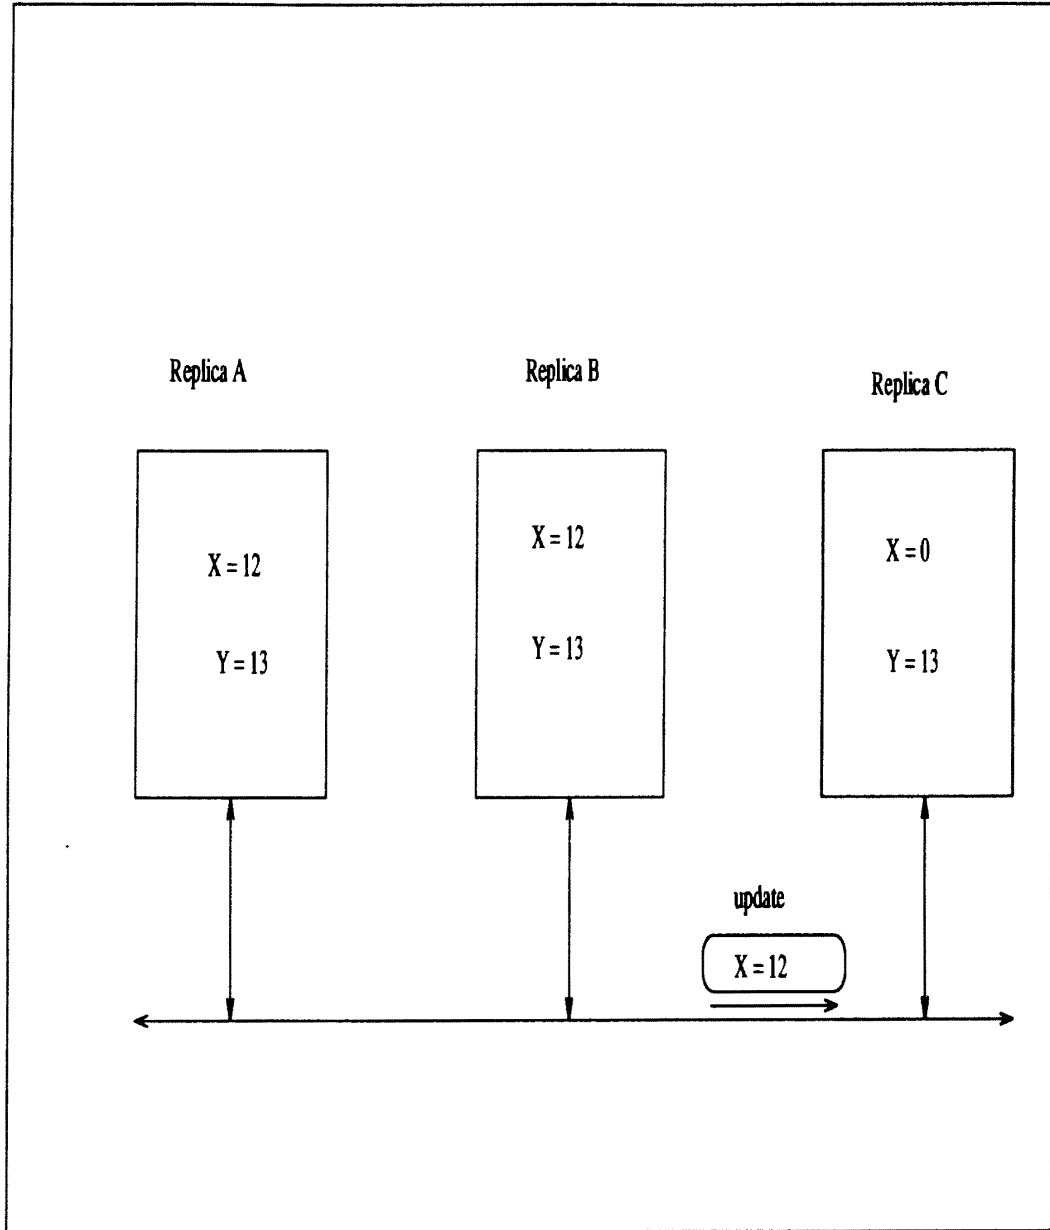 Replica A
Replica B
Replica C
X = 12
Y = 13
X = 12
Y = 13
X = 0
Y = 13
update
X = 12